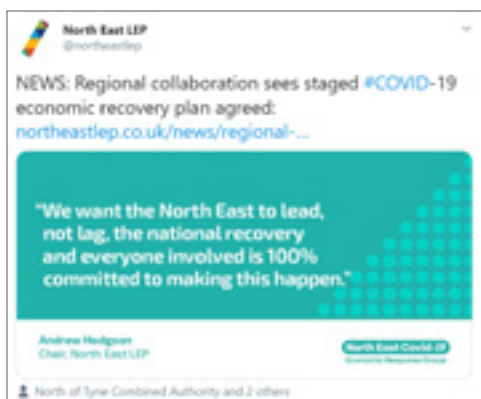 North East LEP
@northeastlep
NEWS: Regional collaboration sees staged #COVID-19
economic recovery plan agreed:
northeastlep.co.uk/news/regional-...
"We want the North East to lead,
not lag, the national recovery
and everyone involved is 100%
committed to making this happen."
Andrew Hodgson
Chair, North East LEP
North East Covid-19
Economic Response Group
North of Tyne Combined Authority and 2 others